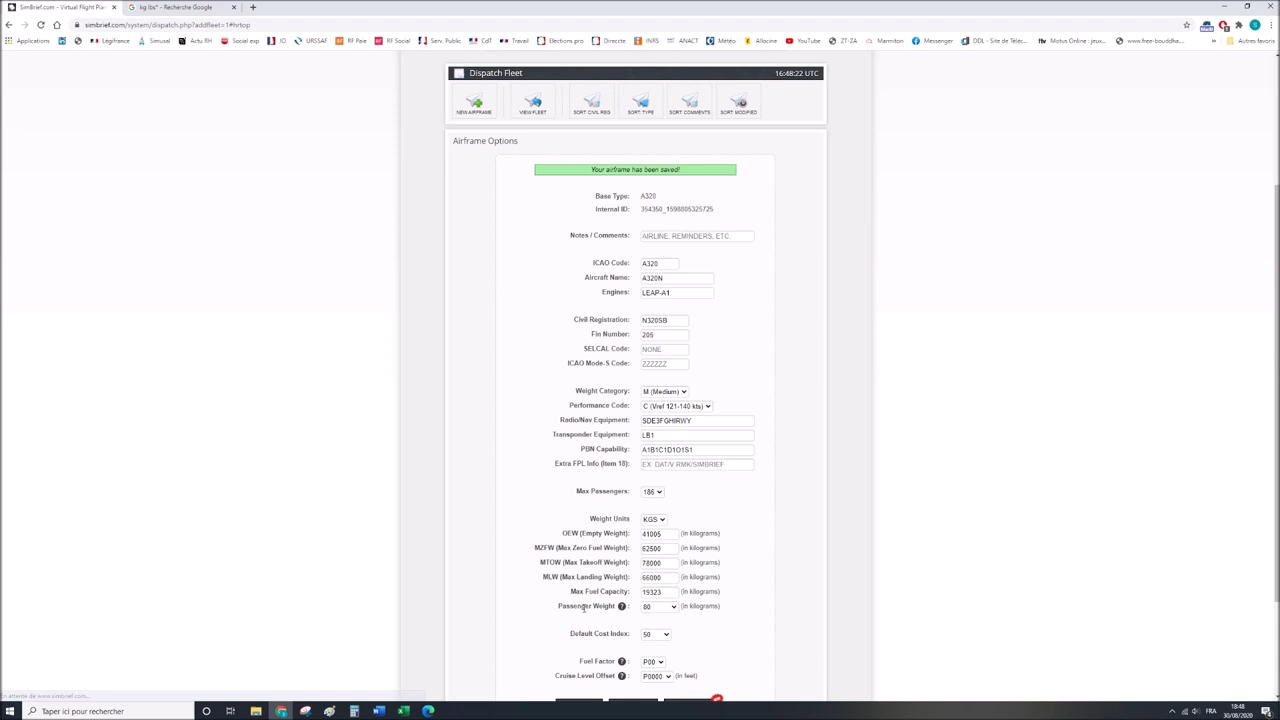 SimBrief.com - Virtual Flight Pla
kg lbs" - Recherche Google
simbrief.com/system/dispatch.php?addfleet=1#hrtop
Applications Légifrance Simusal Actu RH Social exp IO URSSAF RF Paie RF Social Serv. Public CdT Travail Elections pro Direccte INRS ANACT Météo Allocine YouTube ZT-ZA Marmiton Messenger DDL - Site de Téléc... Motus Online : jeux... www.free-bouddha... » Autres favoris
Dispatch Fleet 16:48:22 UTC
NEW AIRFRAME VIEW FLEET SORT CIVIL REG SORT TYPE SORT COMMENTS SORT MODIFIED
Airframe Options
Your airframe has been saved!
Base Type: A320
Internal ID: 354350_1598805325725
Notes / Comments: AIRLINE, REMINDERS, ETC.
ICAO Code: A320
Aircraft Name: A320N
Engines: LEAP-A1
Civil Registration: N320SB
Fin Number: 205
SELCAL Code: NONE
ICAO Mode-S Code: ZZZZZZ
Weight Category: M (Medium)
Performance Code: C (Vref 121-140 kts)
Radio/Nav Equipment: SDE3FGHIRWY
Transponder Equipment: LB1
PBN Capability: A1B1C1D1O1S1
Extra FPL Info (Item 18): EX. DAT/V RMK/SIMBRIEF
Max Passengers: 186
Weight Units KGS
OEW (Empty Weight): 41005 (in kilograms)
MZFW (Max Zero Fuel Weight): 62500 (in kilograms)
MTOW (Max Takeoff Weight): 78000 (in kilograms)
MLW (Max Landing Weight): 66000 (in kilograms)
Max Fuel Capacity: 19323 (in kilograms)
Passenger Weight ? : 80 (in kilograms)
Default Cost Index: 50
Fuel Factor ? : P00
Cruise Level Offset ? : P0000 (in feet)
En attente de www.simbrief.com...
Taper ici pour rechercher
FRA
18:48
30/08/2020